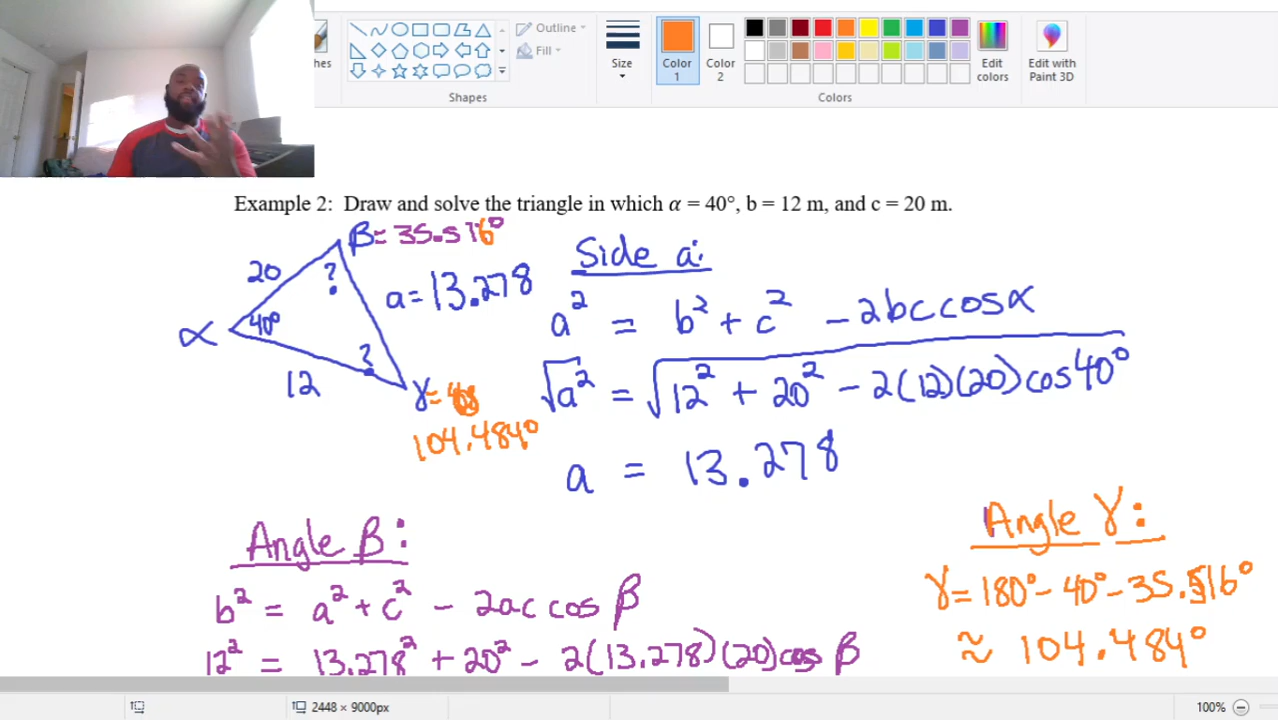 Outline
Fill
hes
Size
Color
1
Color
2
Edit
colors
Edit with
Paint 3D
Shapes
Colors
Example 2: Draw and solve the triangle in which α = 40°, b = 12 m, and c = 20 m.
β = 35.516°
20
?
a = 13.278
α
40°
?
12
γ =
104.484°
Side a:
a² = b² + c² - 2bc cos α
√a² = √12² + 20² - 2(12)(20) cos 40°
a = 13.278
Angle β:
b² = a² + c² - 2ac cos β
12² = 13.278² + 20² - 2(13.278)(20) cos β
Angle γ:
γ = 180° - 40° - 35.516°
≈ 104.484°
2448 × 9000px
100%